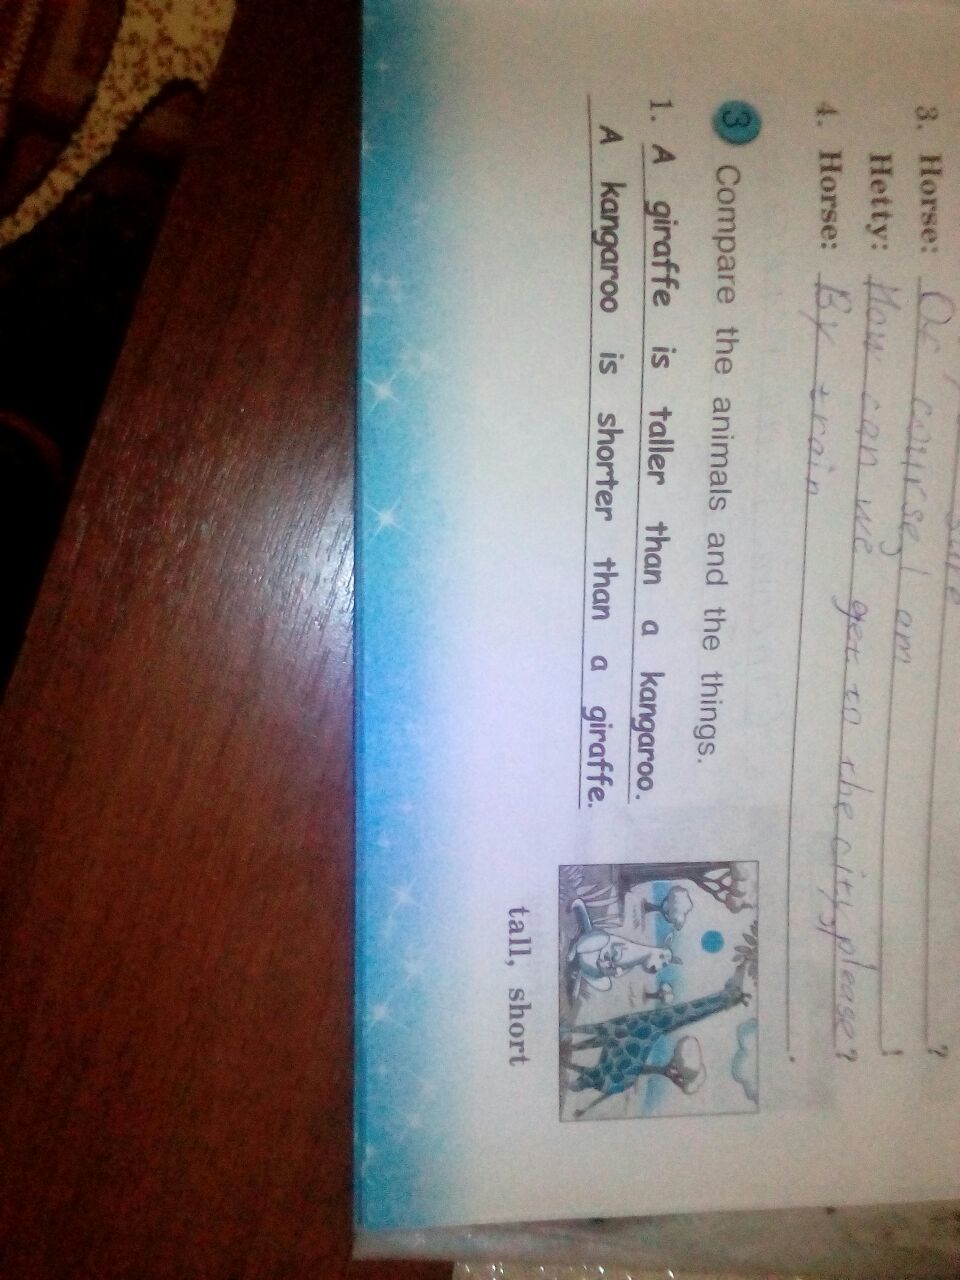 sure ?
3. Horse: Of course, I am !
Hetty: How can we get to the city, please?
4. Horse: By train .
3 Compare the animals and the things.
1. A giraffe is taller than a kangaroo.
A kangaroo is shorter than a giraffe.
tall, short